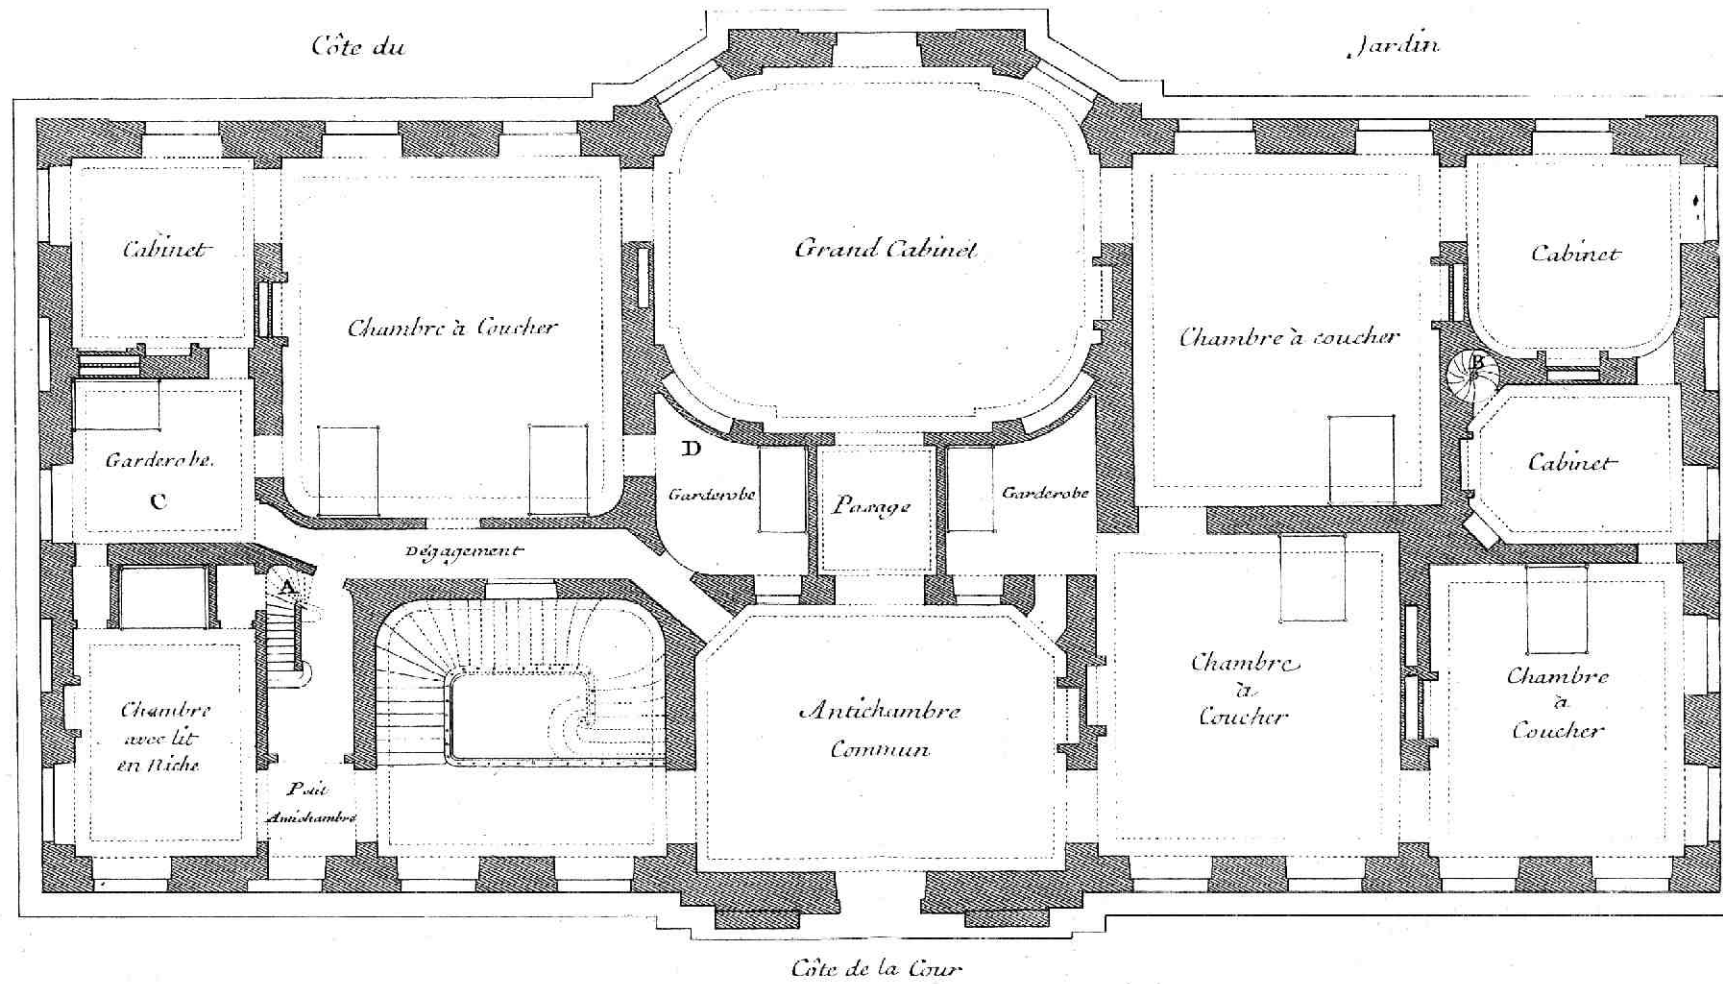 Côte du Jardin
Cabinet
Chambre à Coucher
Grand Cabinet
Chambre à coucher
Cabinet
B
Garderobe.
C
D
Garderobe
Pasage
Garderobe
Cabinet
Dégagement
A
Chambre
avec lit
en Niche
Petit
Antichambre
Antichambre
Commun
Chambre
à
Coucher
Chambre
à
Coucher
Côte de la Cour